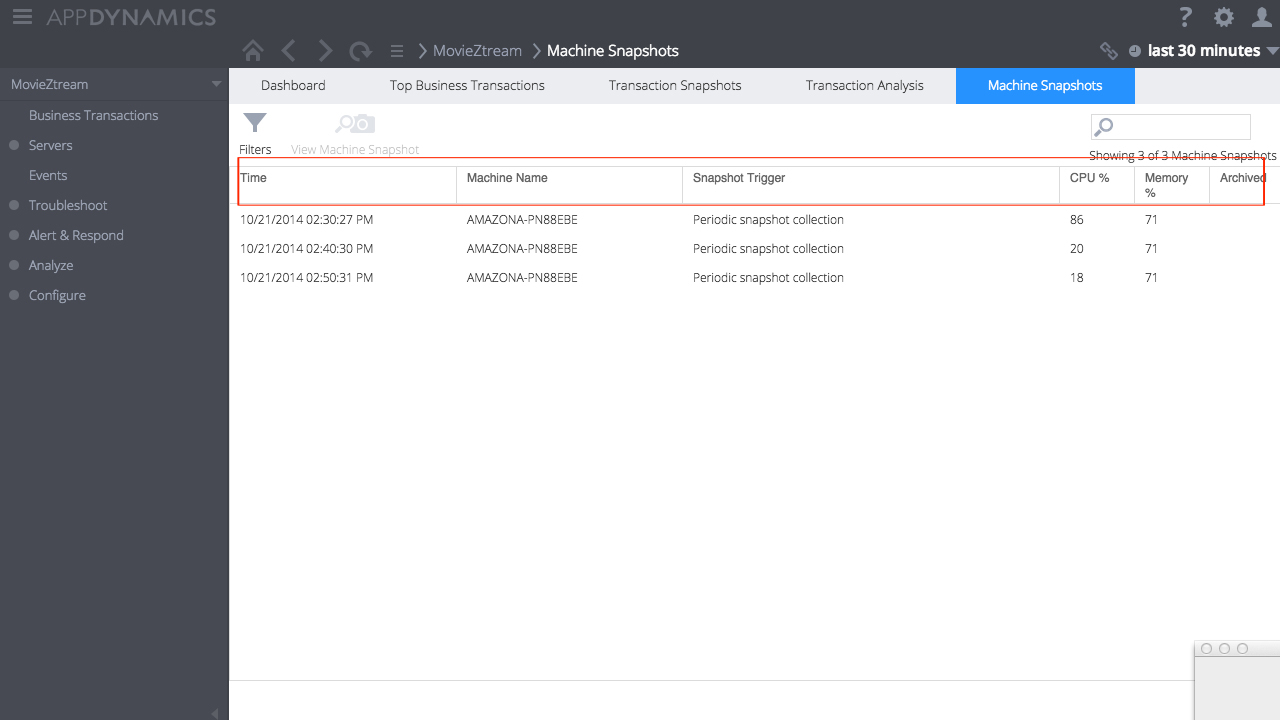 APPDYNAMICS
MovieZtream Machine Snapshots last 30 minutes
MovieZtream
Business Transactions
Servers
Events
Troubleshoot
Alert & Respond
Analyze
Configure
Dashboard Top Business Transactions Transaction Snapshots Transaction Analysis Machine Snapshots
Filters View Machine Snapshot
Showing 3 of 3 Machine Snapshots
Time Machine Name Snapshot Trigger CPU % Memory % Archived
10/21/2014 02:30:27 PM AMAZONA-PN88EBE Periodic snapshot collection 86 71
10/21/2014 02:40:30 PM AMAZONA-PN88EBE Periodic snapshot collection 20 71
10/21/2014 02:50:31 PM AMAZONA-PN88EBE Periodic snapshot collection 18 71